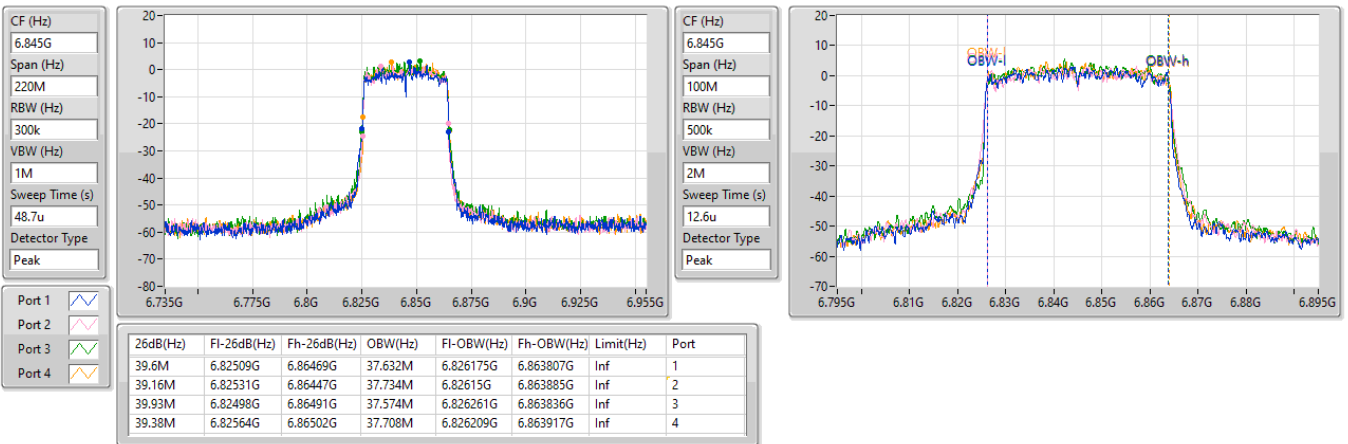 CF (Hz)
6.845G
Span (Hz)
220M
RBW (Hz)
300k
VBW (Hz)
1M
Sweep Time (s)
48.7u
Detector Type
Peak
20-
10-
0-
-10-
-20-
-30-
-40-
-50-
-60-
-70-
-80-
6.735G 6.775G 6.8G 6.825G 6.85G 6.875G 6.9G 6.925G 6.955G
CF (Hz)
6.845G
Span (Hz)
100M
RBW (Hz)
500k
VBW (Hz)
2M
Sweep Time (s)
12.6u
Detector Type
Peak
20-
10-
0-
-10-
-20-
-30-
-40-
-50-
-60-
-70-
OBW-l
OBW-l
OBW-h
6.795G 6.81G 6.82G 6.83G 6.84G 6.85G 6.86G 6.87G 6.88G 6.895G
Port 1
Port 2
Port 3
Port 4
26dB(Hz) Fl-26dB(Hz) Fh-26dB(Hz) OBW(Hz) Fl-OBW(Hz) Fh-OBW(Hz) Limit(Hz) Port
39.6M 6.82509G 6.86469G 37.632M 6.826175G 6.863807G Inf 1
39.16M 6.82531G 6.86447G 37.734M 6.82615G 6.863885G Inf 2
39.93M 6.82498G 6.86491G 37.574M 6.826261G 6.863836G Inf 3
39.38M 6.82564G 6.86502G 37.708M 6.826209G 6.863917G Inf 4